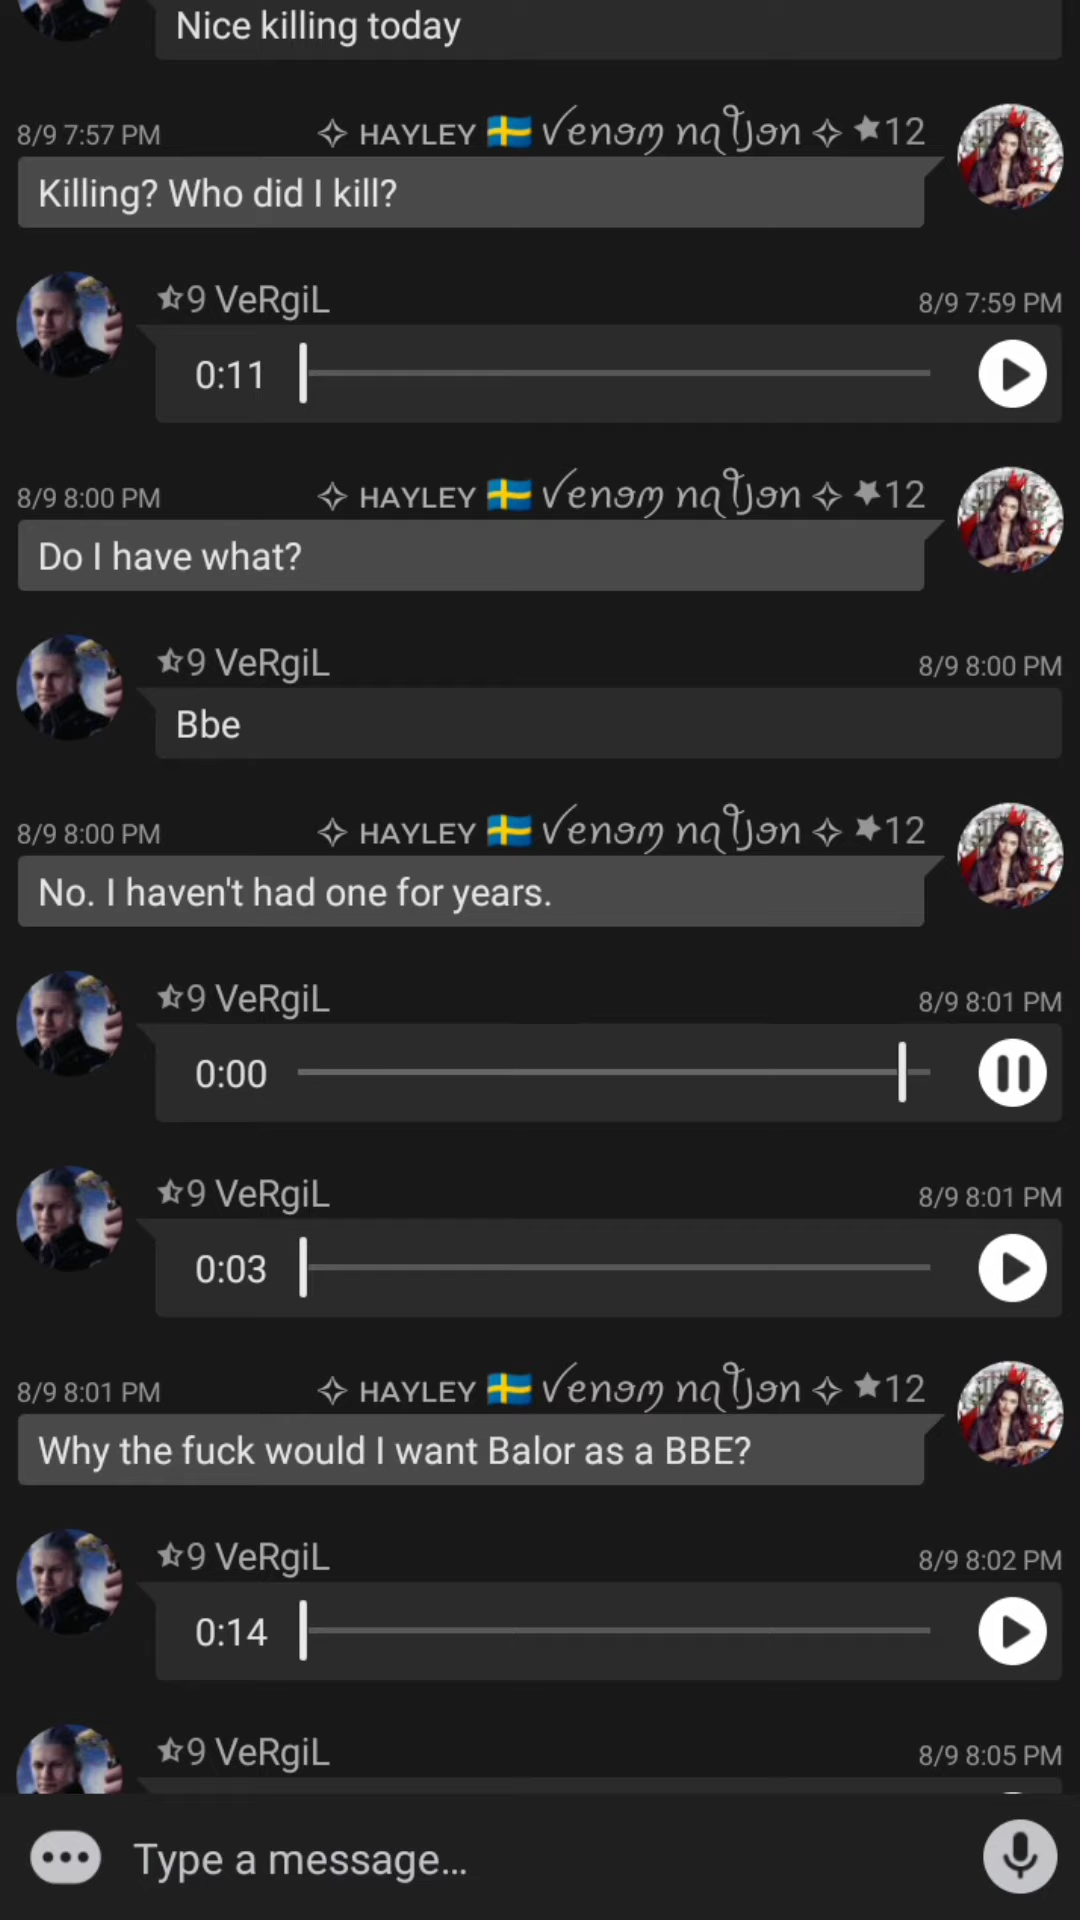 Nice killing today
8/9 7:57 PM ✧ HAYLEY 🇸🇪 Venom nation ✧ ★12
Killing? Who did I kill?
9 VeRgiL 8/9 7:59 PM
0:11
8/9 8:00 PM ✧ HAYLEY 🇸🇪 Venom nation ✧ ★12
Do I have what?
9 VeRgiL 8/9 8:00 PM
Bbe
8/9 8:00 PM ✧ HAYLEY 🇸🇪 Venom nation ✧ ★12
No. I haven't had one for years.
9 VeRgiL 8/9 8:01 PM
0:00
9 VeRgiL 8/9 8:01 PM
0:03
8/9 8:01 PM ✧ HAYLEY 🇸🇪 Venom nation ✧ ★12
Why the fuck would I want Balor as a BBE?
9 VeRgiL 8/9 8:02 PM
0:14
9 VeRgiL 8/9 8:05 PM
Type a message...